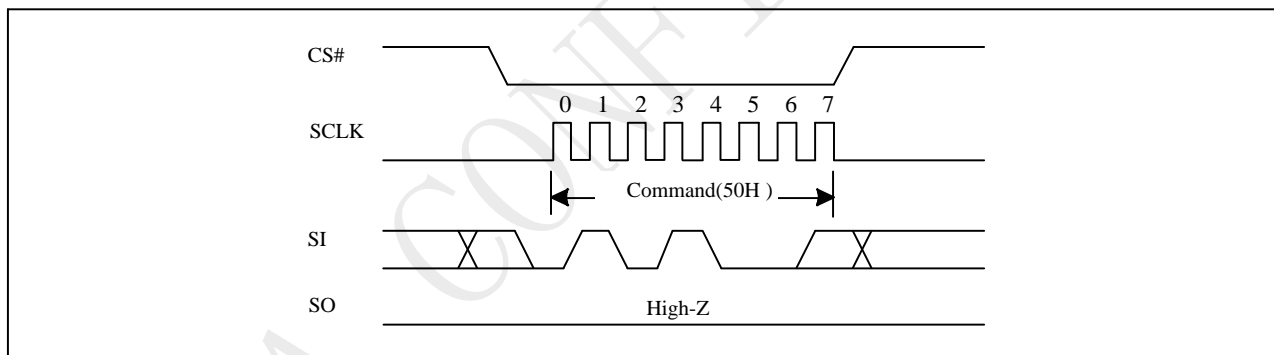 CS#
0 1 2 3 4 5 6 7
SCLK
Command(50H )
SI
SO
High-Z